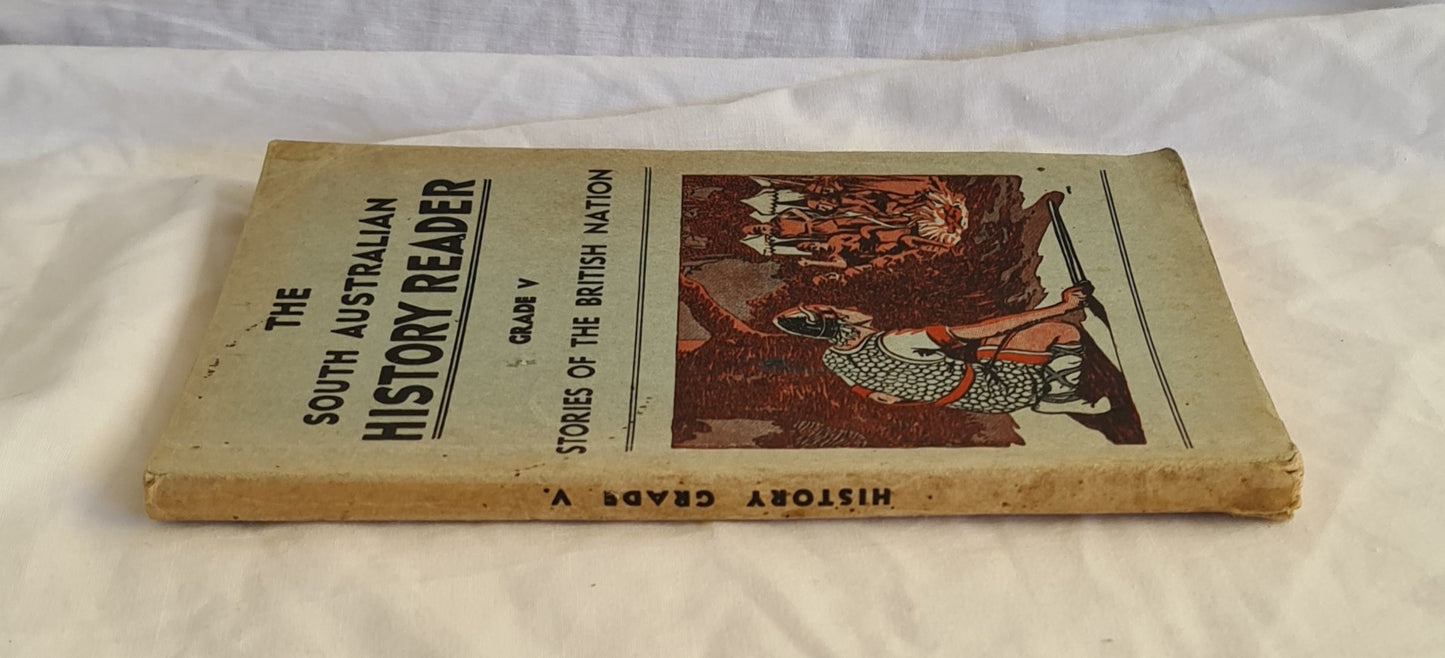 THE
SOUTH AUSTRALIAN
HISTORY READER
GRADE V
STORIES OF THE BRITISH NATION
HISTORY GRADE V.